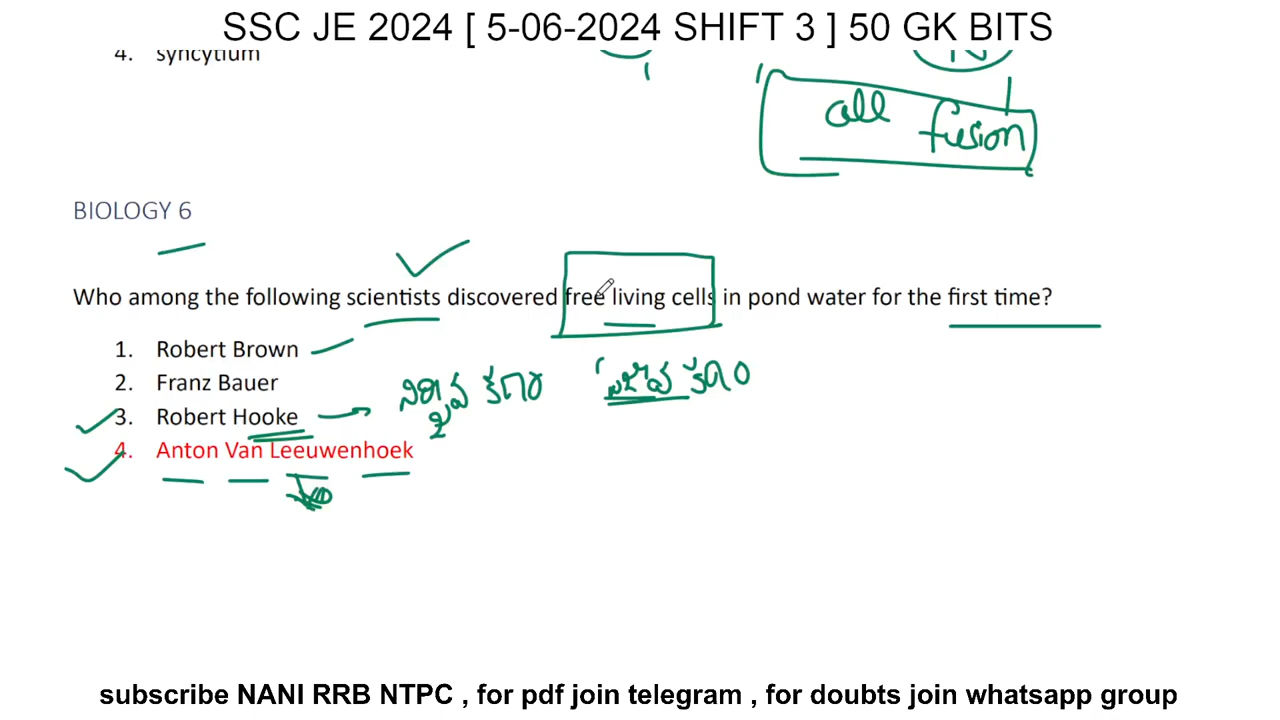 SSC JE 2024 [ 5-06-2024 SHIFT 3 ] 50 GK BITS
4. syncytium
all fusion
BIOLOGY 6
Who among the following scientists discovered free living cells in pond water for the first time?
1. Robert Brown
2. Franz Bauer
3. Robert Hooke
4. Anton Van Leeuwenhoek
subscribe NANI RRB NTPC , for pdf join telegram , for doubts join whatsapp group